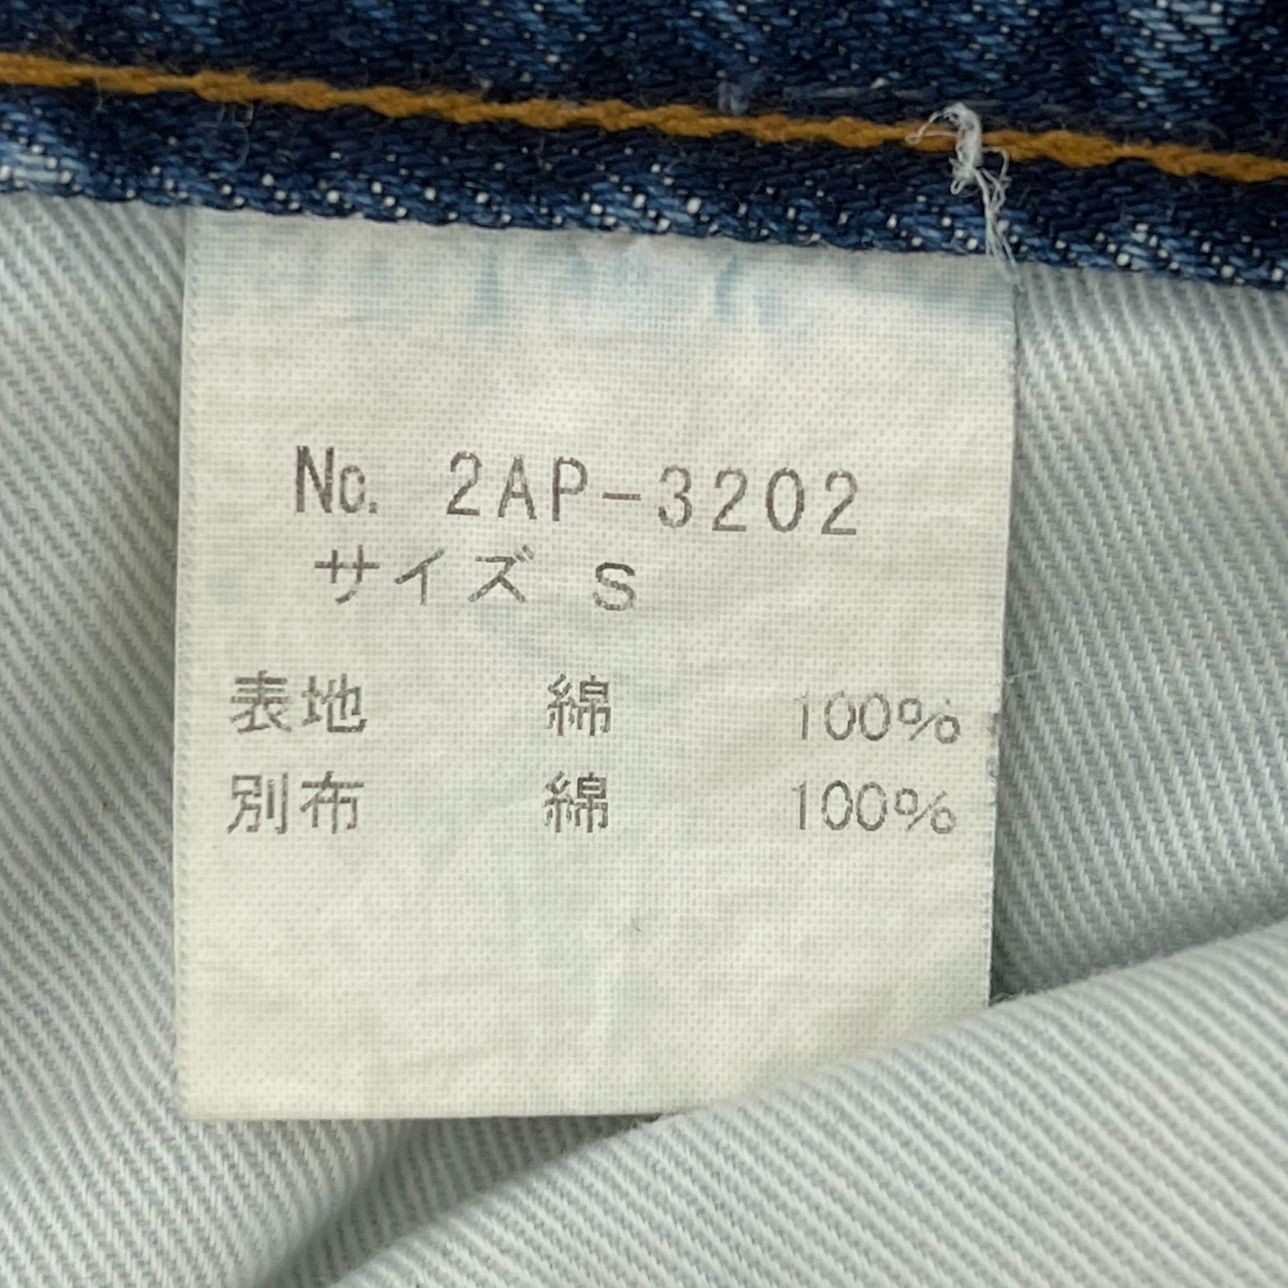 No. 2AP-3202
サイズ S
表地 綿 100%
別布 綿 100%